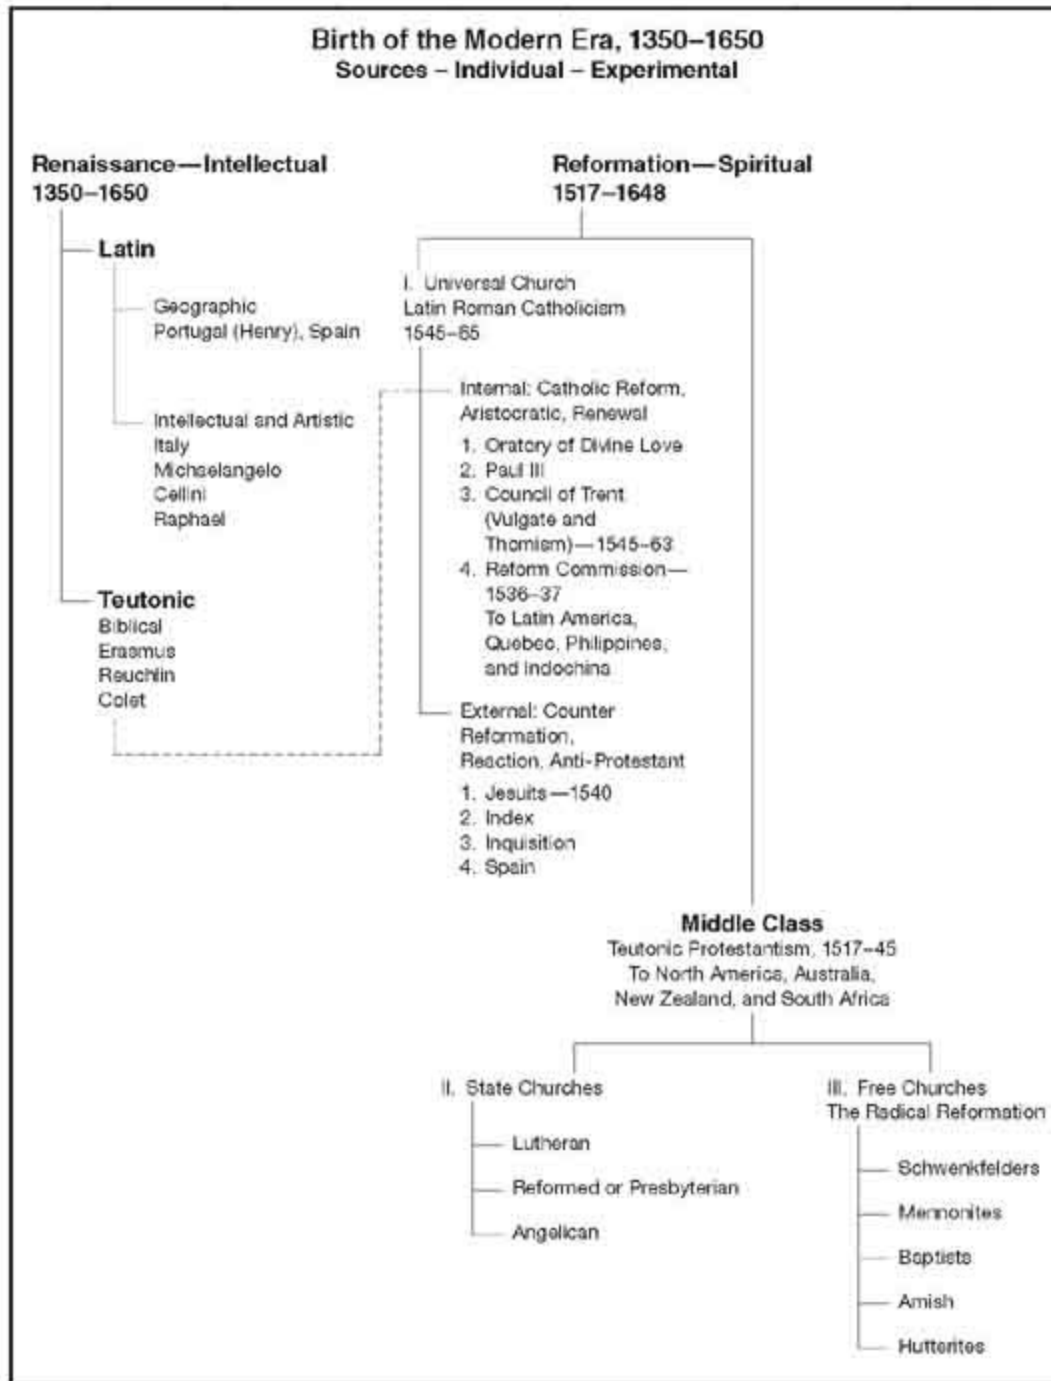 Birth of the Modern Era, 1350–1650
Sources – Individual – Experimental
Renaissance—Intellectual
1350–1650
Latin
Geographic
Portugal (Henry), Spain
Intellectual and Artistic
Italy
Michaelangelo
Cellini
Raphael
Teutonic
Biblical
Erasmus
Reuchlin
Colet
Reformation—Spiritual
1517–1648
I. Universal Church
Latin Roman Catholicism
1545–65
Internal: Catholic Reform,
Aristocratic, Renewal
1. Oratory of Divine Love
2. Paul III
3. Council of Trent
(Vulgate and
Thomism)—1545–63
4. Reform Commission—
1536–37
To Latin America,
Quebec, Philippines,
and Indochina
External: Counter
Reformation,
Reaction, Anti-Protestant
1. Jesuits—1540
2. Index
3. Inquisition
4. Spain
Middle Class
Teutonic Protestantism, 1517–45
To North America, Australia,
New Zealand, and South Africa
II. State Churches
Lutheran
Reformed or Presbyterian
Angelican
III. Free Churches
The Radical Reformation
Schwenkfelders
Mennonites
Baptists
Amish
Hutterites